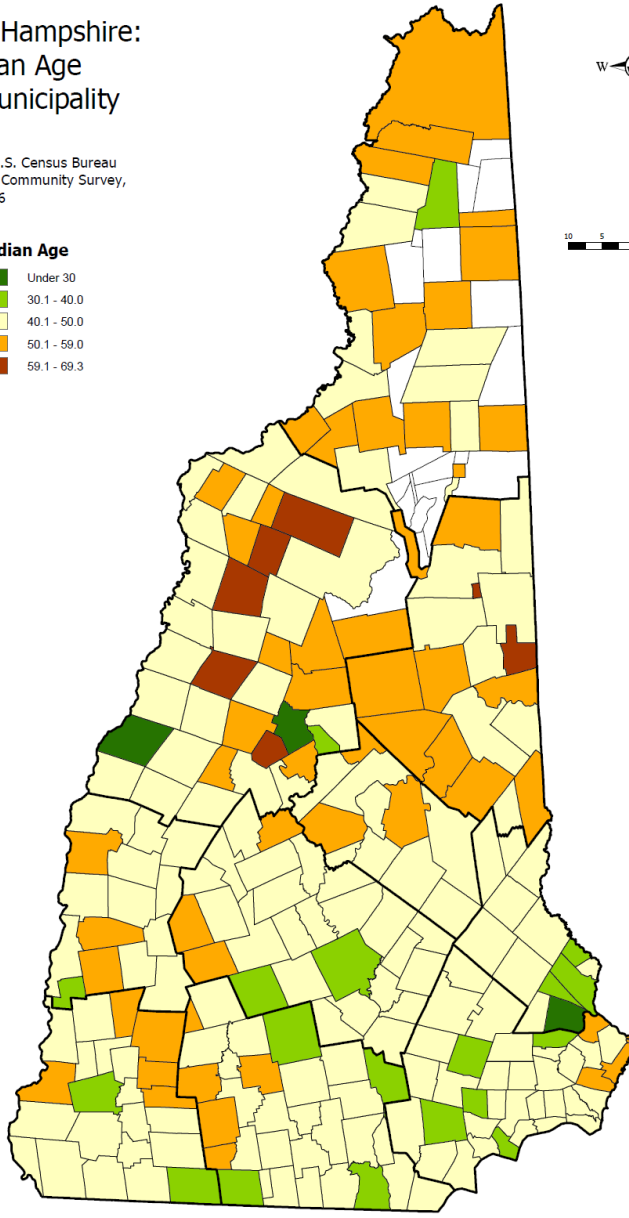 Hampshire:
an Age
unicipality
.S. Census Bureau
Community Survey,
6
dian Age
Under 30
30.1 - 40.0
40.1 - 50.0
50.1 - 59.0
59.1 - 69.3
W
10 5